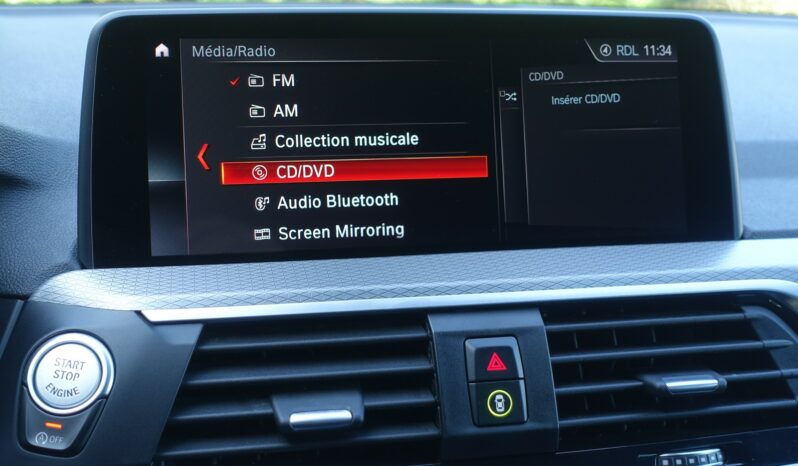 Média/Radio
RDL 11:34
FM
AM
Collection musicale
CD/DVD
Audio Bluetooth
Screen Mirroring
CD/DVD
Insérer CD/DVD
START
STOP
ENGINE
OFF